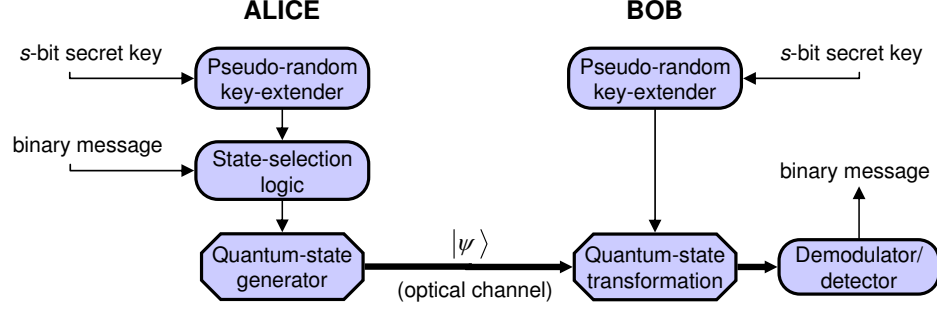 ALICE
BOB
s-bit secret key
Pseudo-random
key-extender
Pseudo-random
key-extender
s-bit secret key
binary message
State-selection
logic
binary message
Quantum-state
generator
|ψ⟩
(optical channel)
Quantum-state
transformation
Demodulator/
detector